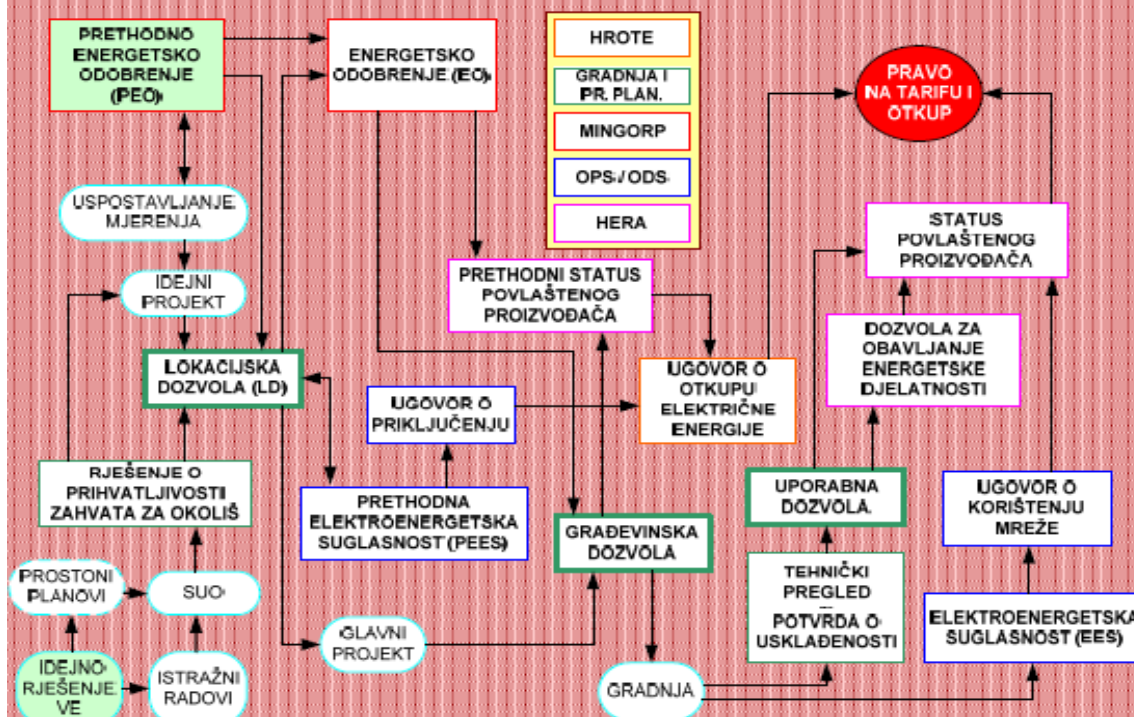 PRETHODNO
ENERGETSKO
ODOBRENJE
(PEO)
ENERGETSKO
ODOBRENJE (EO)
HROTE
GRADNJA I
PR. PLAN.
MINGORP
OPS / ODS
HERA
PRAVO
NA TARIFU I
OTKUP
USPOSTAVLJANJE
MJERENJA
IDEJNI
PROJEKT
PRETHODNI STATUS
POVLAŠTENOG
PROIZVOĐAČA
STATUS
POVLAŠTENOG
PROIZVOĐAČA
LOKACIJSKA
DOZVOLA (LD)
UGOVOR O
PRIKLJUČENJU
UGOVOR O
OTKUPU
ELEKTRIČNE
ENERGIJE
DOZVOLA ZA
OBAVLJANJE
ENERGETSKE
DJELATNOSTI
RJEŠENJE O
PRIHVATLJIVOSTI
ZAHVATA ZA OKOLIŠ
PRETHODNA
ELEKTROENERGETSKA
SUGLASNOST (PEES)
GRAĐEVINSKA
DOZVOLA
UPORABNA
DOZVOLA
UGOVOR O
KORIŠTENJU
MREŽE
PROSTONI
PLANOVI
SUO
GLAVNI
PROJEKT
TEHNIČKI
PREGLED
–
POTVRDA O
USKLAĐENOSTI
ELEKTROENERGETSKA
SUGLASNOST (EES)
IDEJNO
RJEŠENJE
VE
ISTRAŽNI
RADOVI
GRADNJA